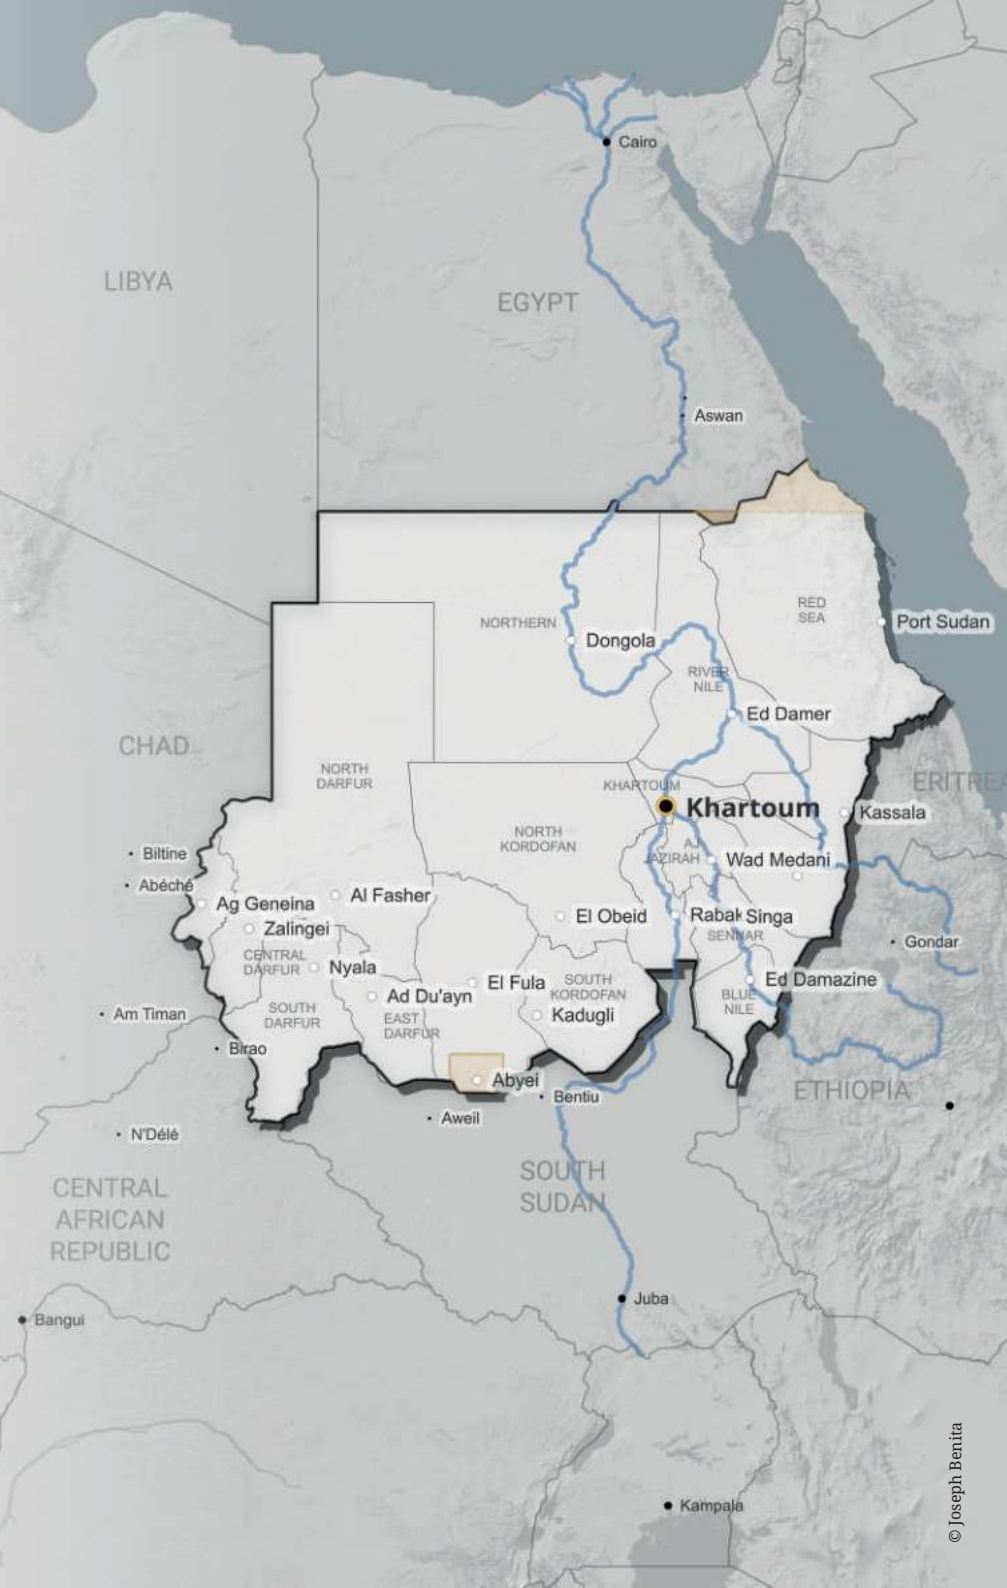 Cairo
LIBYA
EGYPT
Aswan
NORTHERN
RED
SEA
Port Sudan
Dongola
RIVER
NILE
Ed Damer
CHAD
NORTH
DARFUR
KHARTOUM
ERITREA
Khartoum
Kassala
NORTH
KORDOFAN
AJ
JAZIRAH
Wad Medani
Biltine
Abéché
Al Fasher
Ag Geneina
El Obeid
Rabak
Singa
Zalingei
SENNAR
Gondar
CENTRAL
DARFUR
Nyala
El Fula
SOUTH
KORDOFAN
Ed Damazine
Ad Du'ayn
BLUE
NILE
SOUTH
DARFUR
EAST
DARFUR
Kadugli
Am Timan
Birao
Abyei
Bentiu
ETHIOPIA
Aweil
N'Délé
SOUTH
SUDAN
CENTRAL
AFRICAN
REPUBLIC
Juba
Bangui
Kampala
© Joseph Benita